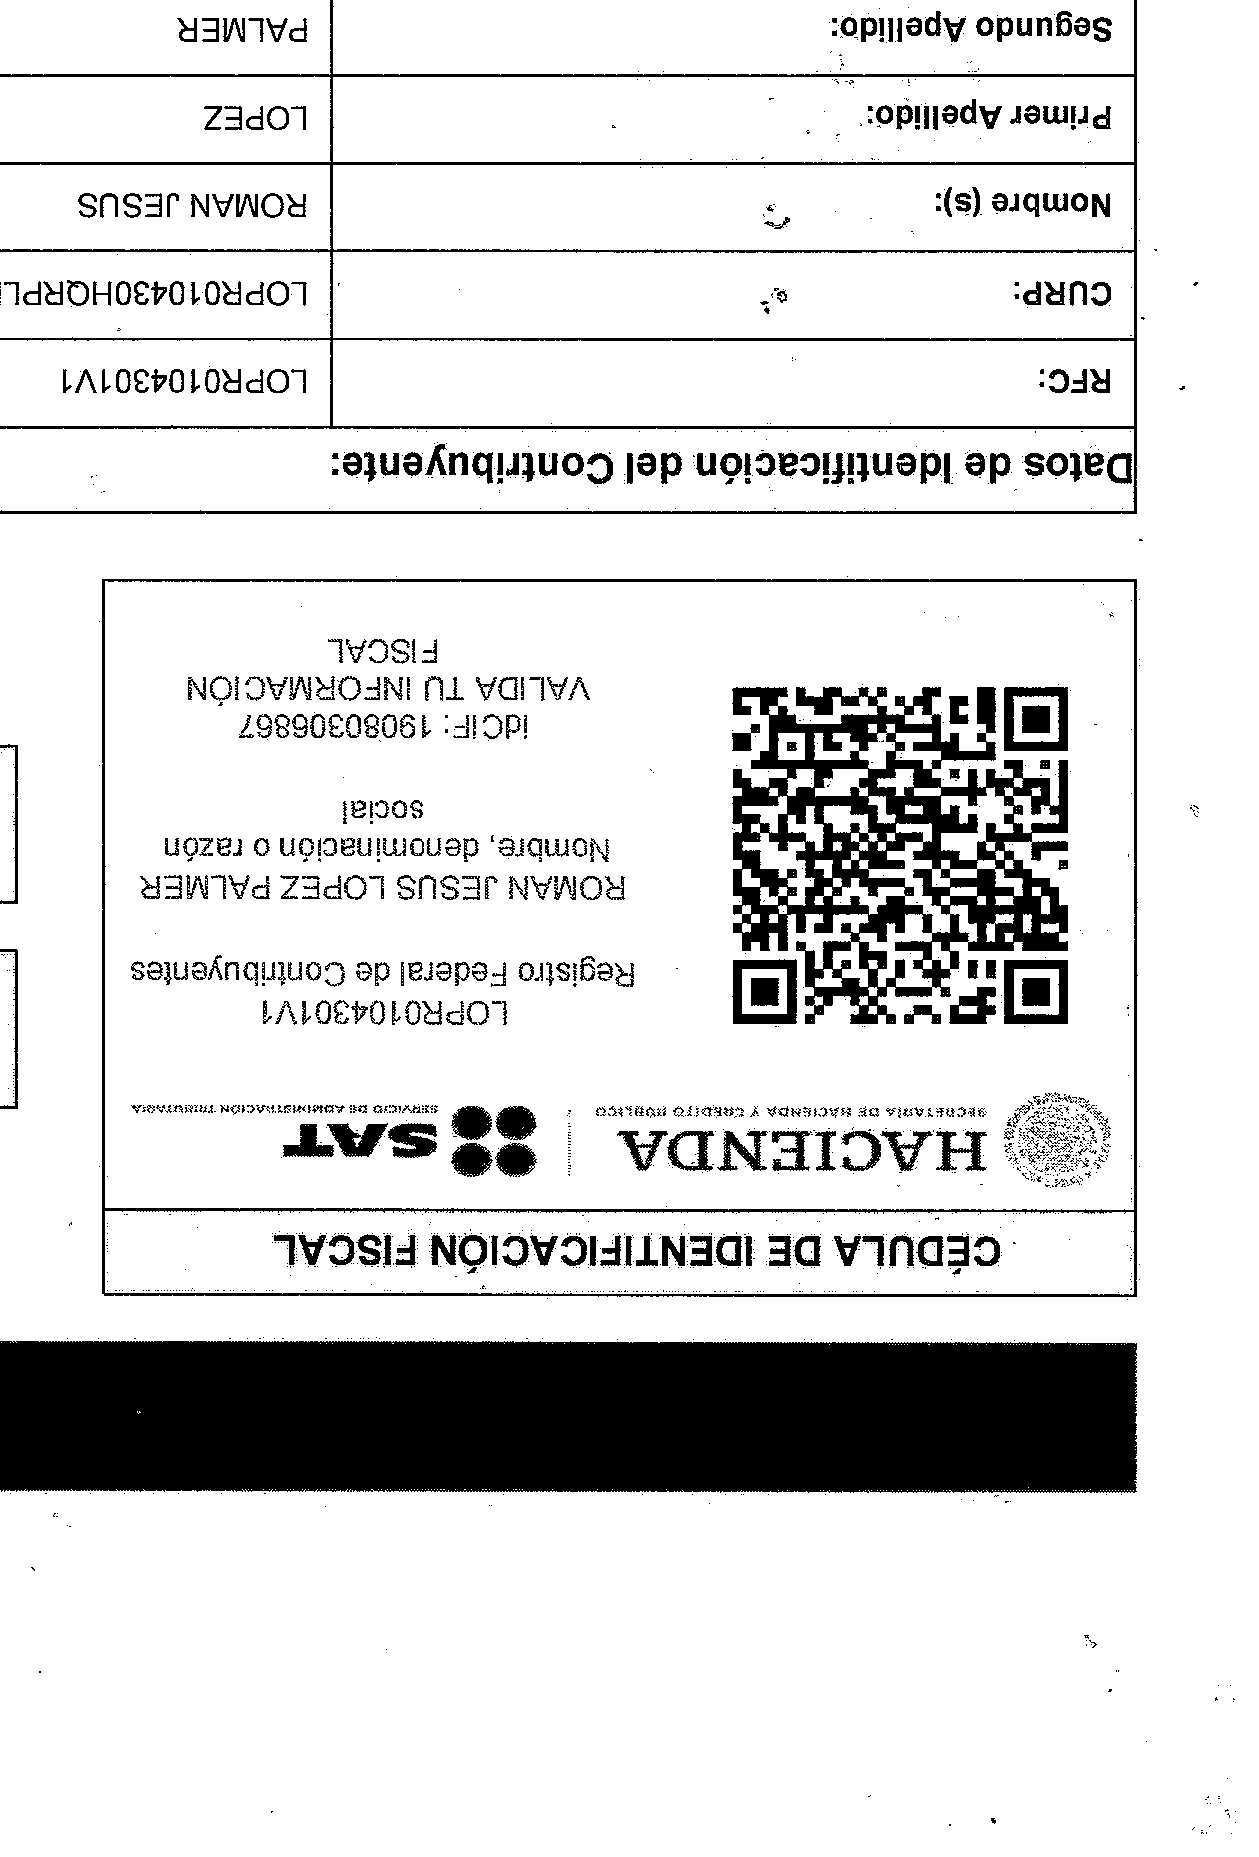 CÉDULA DE IDENTIFICACIÓN FISCAL
HACIENDA
SECRETARÍA DE HACIENDA Y CRÉDITO PÚBLICO
SAT
SERVICIO DE ADMINISTRACIÓN TRIBUTARIA
LOPR0104301V1
Registro Federal de Contribuyentes
ROMAN JESUS LOPEZ PALMER
Nombre, denominación o razón
social
idCIF: 19080306867
VALIDA TU INFORMACIÓN
FISCAL
Datos de Identificación del Contribuyente:
RFC: LOPR0104301V1
CURP: LOPR010430HQRPL
Nombre (s): ROMAN JESUS
Primer Apellido: LOPEZ
Segundo Apellido: PALMER